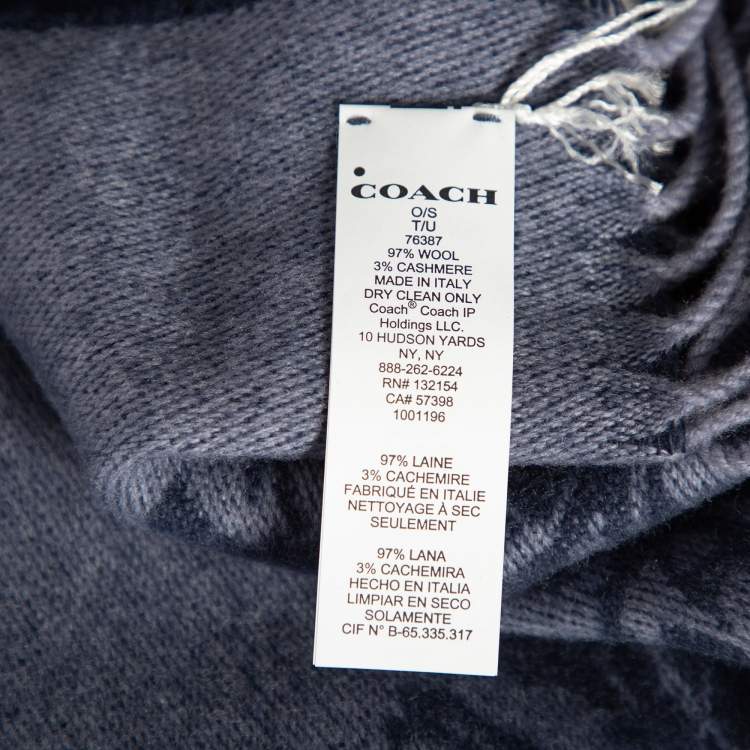 COACH
O/S
T/U
76387
97% WOOL
3% CASHMERE
MADE IN ITALY
DRY CLEAN ONLY
Coach® Coach IP
Holdings LLC.
10 HUDSON YARDS
NY, NY
888-262-6224
RN# 132154
CA# 57398
1001196
97% LAINE
3% CACHEMIRE
FABRIQUÉ EN ITALIE
NETTOYAGE À SEC
SEULEMENT
97% LANA
3% CACHEMIRA
HECHO EN ITALIA
LIMPIAR EN SECO
SOLAMENTE
CIF N° B-65.335.317